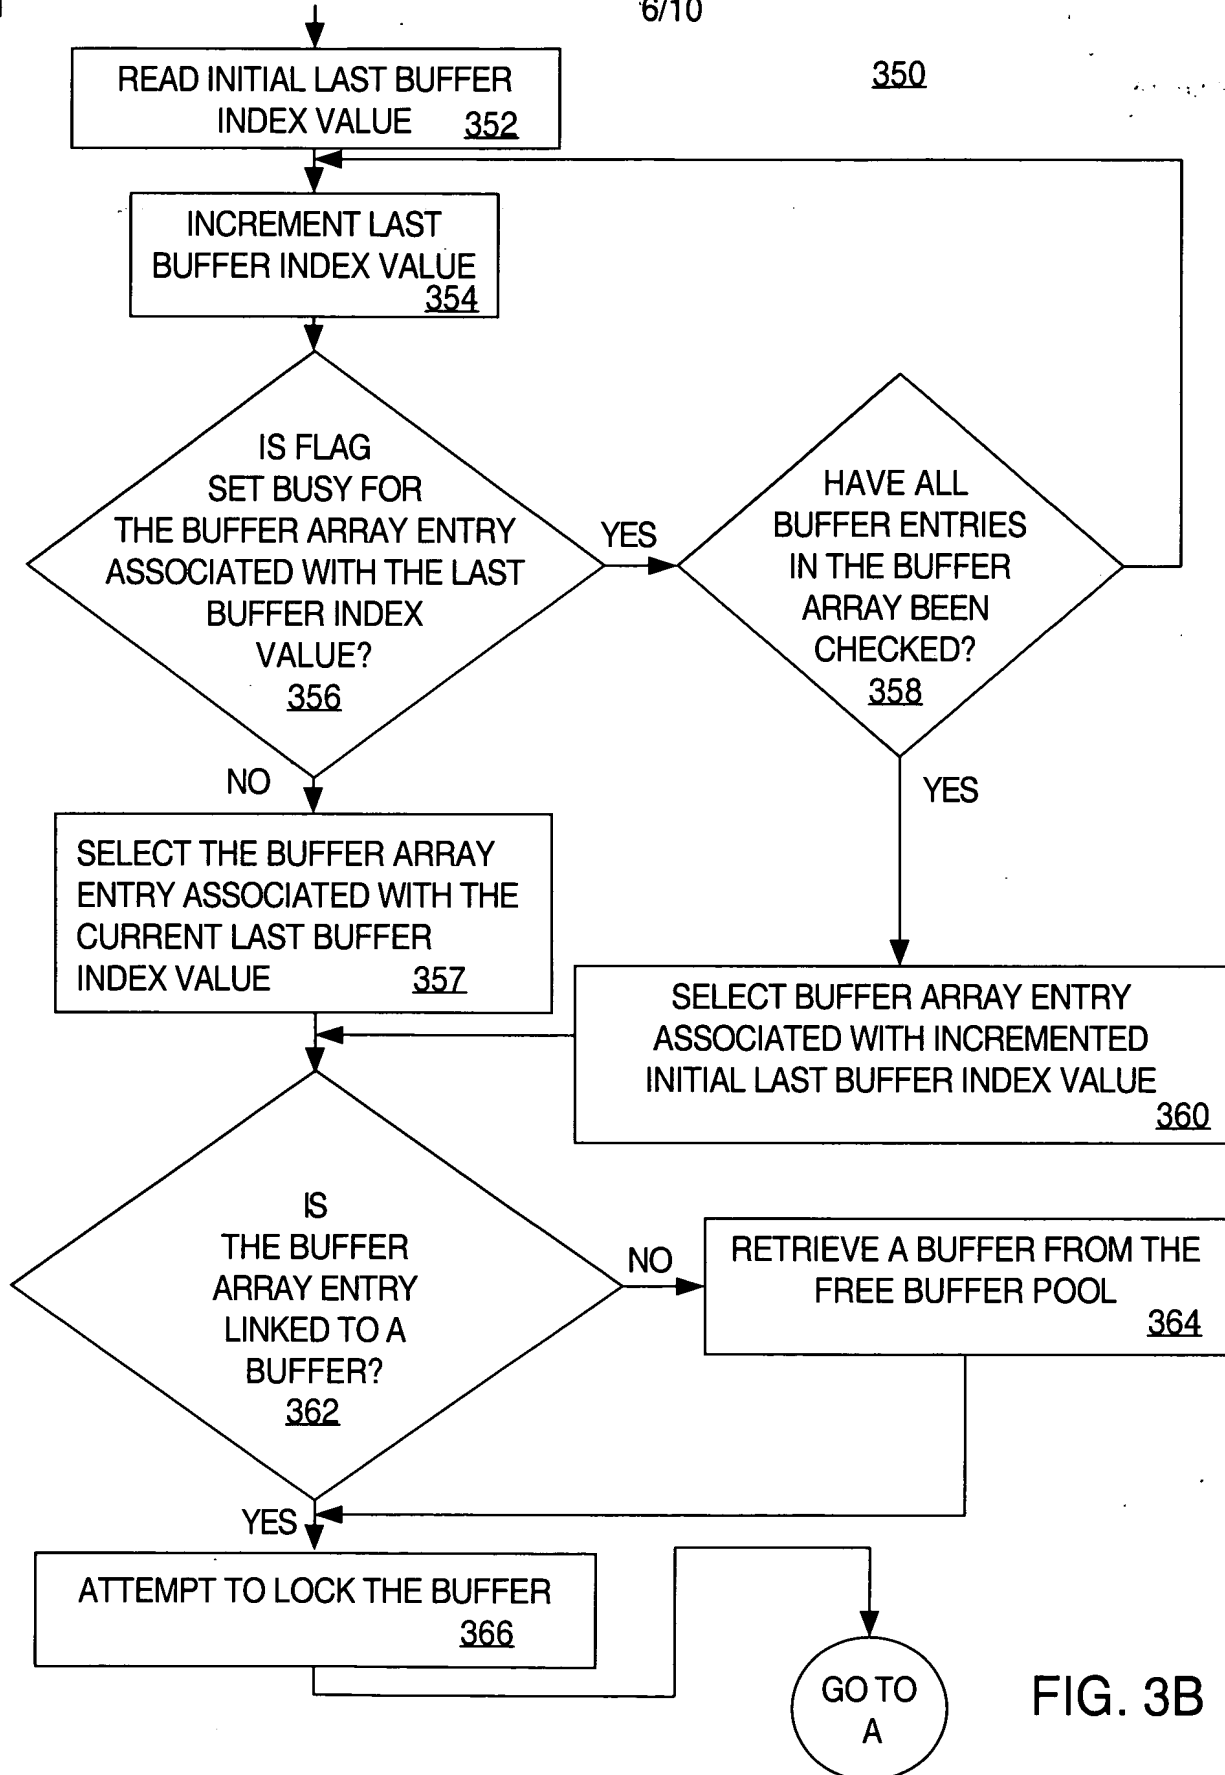 6/10
350
READ INITIAL LAST BUFFER
INDEX VALUE 352
INCREMENT LAST
BUFFER INDEX VALUE
354
IS FLAG
SET BUSY FOR
THE BUFFER ARRAY ENTRY
ASSOCIATED WITH THE LAST
BUFFER INDEX
VALUE?
356
YES
HAVE ALL
BUFFER ENTRIES
IN THE BUFFER
ARRAY BEEN
CHECKED?
358
NO
YES
SELECT THE BUFFER ARRAY
ENTRY ASSOCIATED WITH THE
CURRENT LAST BUFFER
INDEX VALUE 357
SELECT BUFFER ARRAY ENTRY
ASSOCIATED WITH INCREMENTED
INITIAL LAST BUFFER INDEX VALUE
360
IS
THE BUFFER
ARRAY ENTRY
LINKED TO A
BUFFER?
362
NO
RETRIEVE A BUFFER FROM THE
FREE BUFFER POOL
364
YES
ATTEMPT TO LOCK THE BUFFER
366
GO TO
A
FIG. 3B